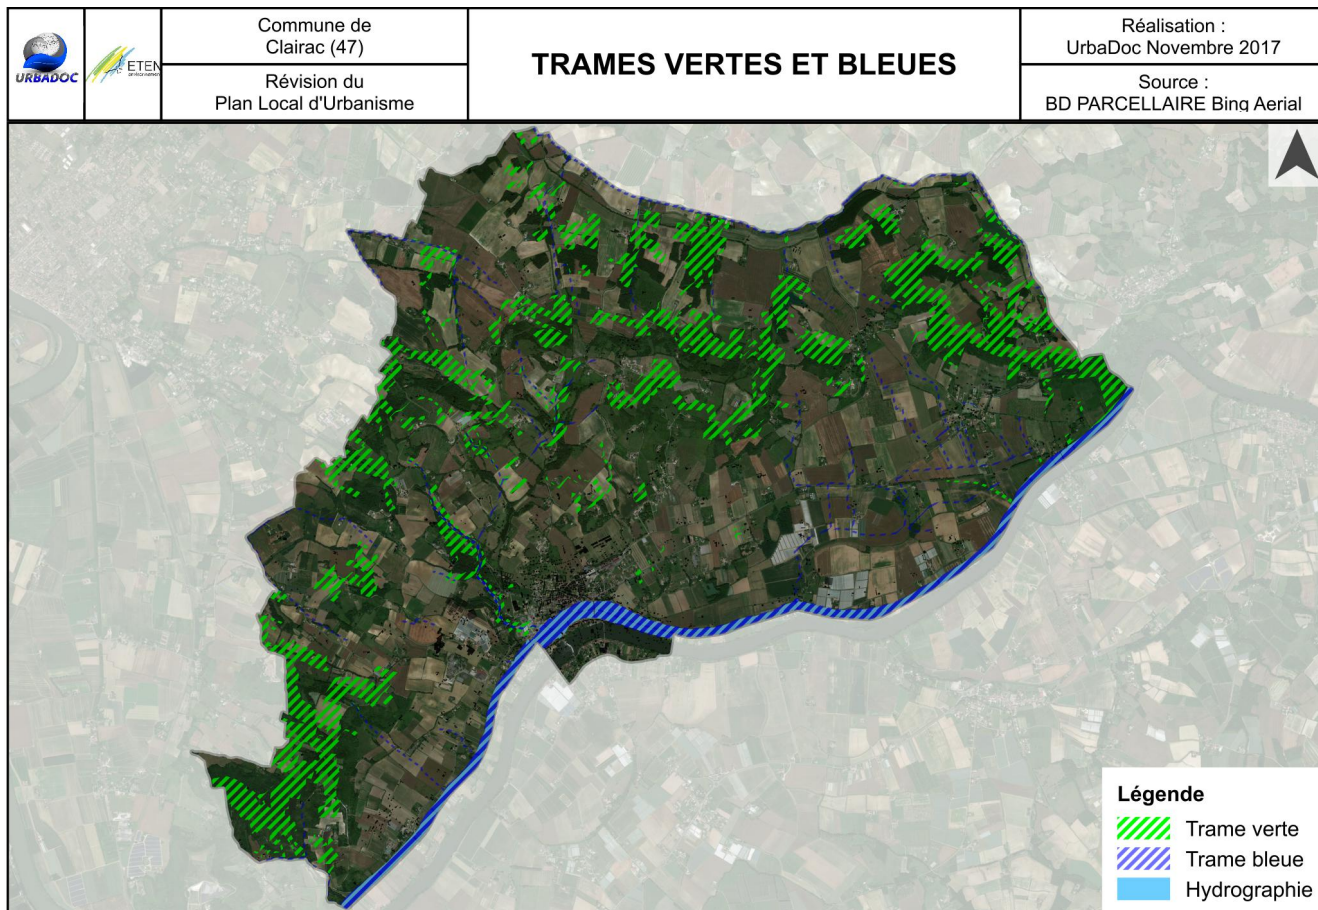 URBADOC
ETEN
environnement
Commune de
Clairac (47)
Révision du
Plan Local d'Urbanisme
TRAMES VERTES ET BLEUES
Réalisation :
UrbaDoc Novembre 2017
Source :
BD PARCELLAIRE Bing Aerial
Légende
Trame verte
Trame bleue
Hydrographie